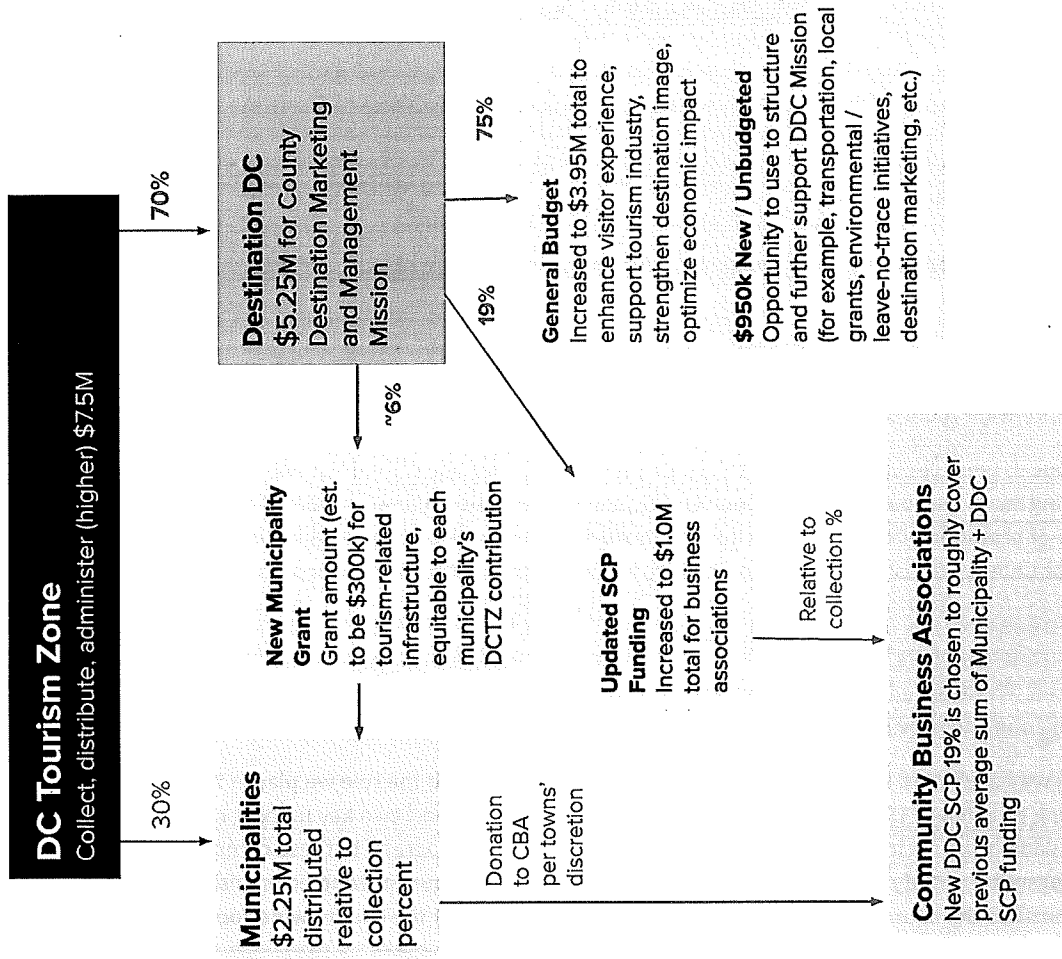 DC Tourism Zone
Collect, distribute, administer (higher) $7.5M
30%
70%
Municipalities
$2.25M total
distributed
relative to
collection
percent
New Municipality
Grant
Grant amount (est.
to be $300k) for
tourism-related
infrastructure,
equitable to each
municipality's
DCTZ contribution
~6%
Destination DC
$5.25M for County
Destination Marketing
and Management
Mission
19%
75%
Donation
to CBA
per towns'
discretion
Updated SCP
Funding
Increased to $1.0M
total for business
associations
Relative to
collection %
General Budget
Increased to $3.95M total to
enhance visitor experience,
support tourism industry,
strengthen destination image,
optimize economic impact
$950k New / Unbudgeted
Opportunity to use to structure
and further support DDC Mission
(for example, transportation, local
grants, environmental /
leave-no-trace initiatives,
destination marketing, etc.)
Community Business Associations
New DDC SCP 19% is chosen to roughly cover
previous average sum of Municipality + DDC
SCP funding